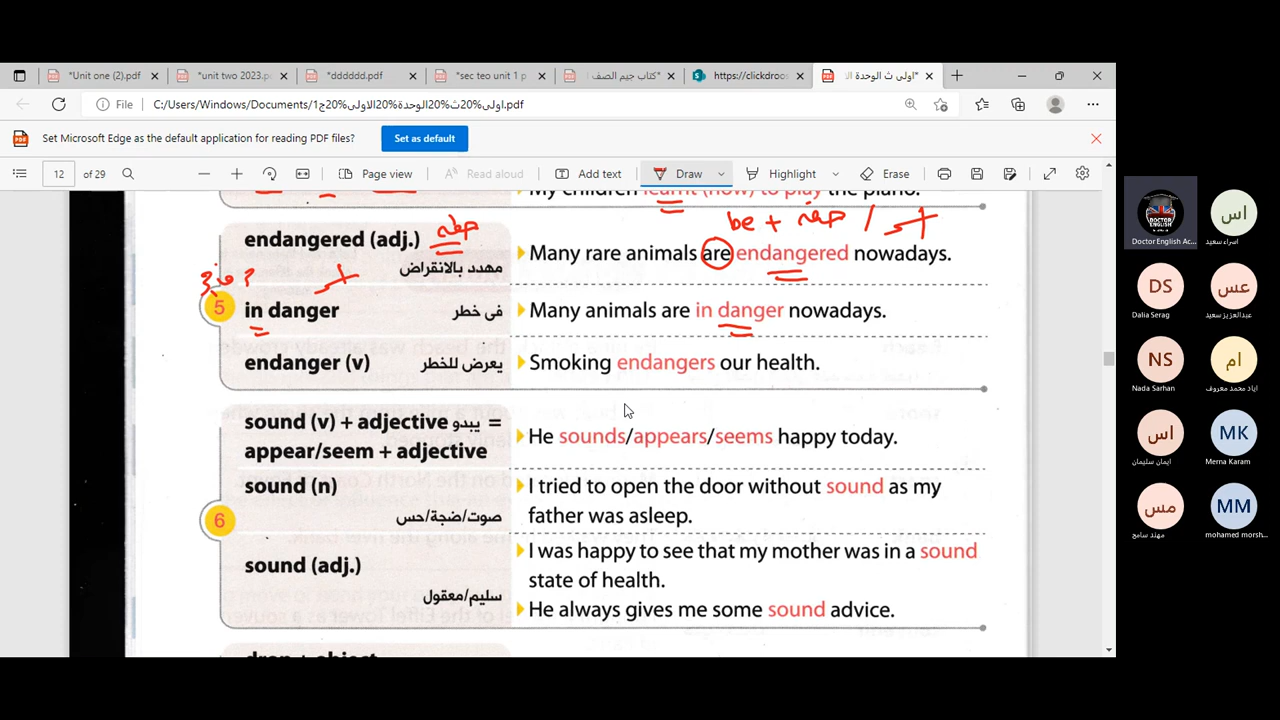 *Unit one (2).pdf
*unit two 2023.p
*dddddd.pdf
*sec teo unit 1 p
*كتاب جيم الصف
https://clickdroo
*اولى ث الوحدة الا
File
C:/Users/Windows/Documents/اولى%20ث%20الوحدة%20الاولى%20ج1.pdf
Set Microsoft Edge as the default application for reading PDF files?
Set as default
12
of 29
Page view
Read aloud
Add text
Draw
Highlight
Erase
My children learnt (how) to play the piano.
be + صفة /
endangered (adj.) صفة
مهدد بالانقراض
Many rare animals are endangered nowadays.
5
in danger
فى خطر
Many animals are in danger nowadays.
endanger (v)
يعرض للخطر
Smoking endangers our health.
sound (v) + adjective يبدو =
appear/seem + adjective
He sounds/appears/seems happy today.
6
sound (n)
صوت/ضجة/حس
I tried to open the door without sound as my
father was asleep.
sound (adj.)
سليم/معقول
I was happy to see that my mother was in a sound
state of health.
He always gives me some sound advice.
drop + object
DOCTOR ENGLISH
Doctor English Ac...
اس
اسراء سعيد
DS
Dalia Serag
عس
عبدالعزيز سعيد
NS
Nada Sarhan
ام
اياد محمد معروف
اس
ايمان سليمان
MK
Merna Karam
مس
مهند سامح
MM
mohamed morsh...